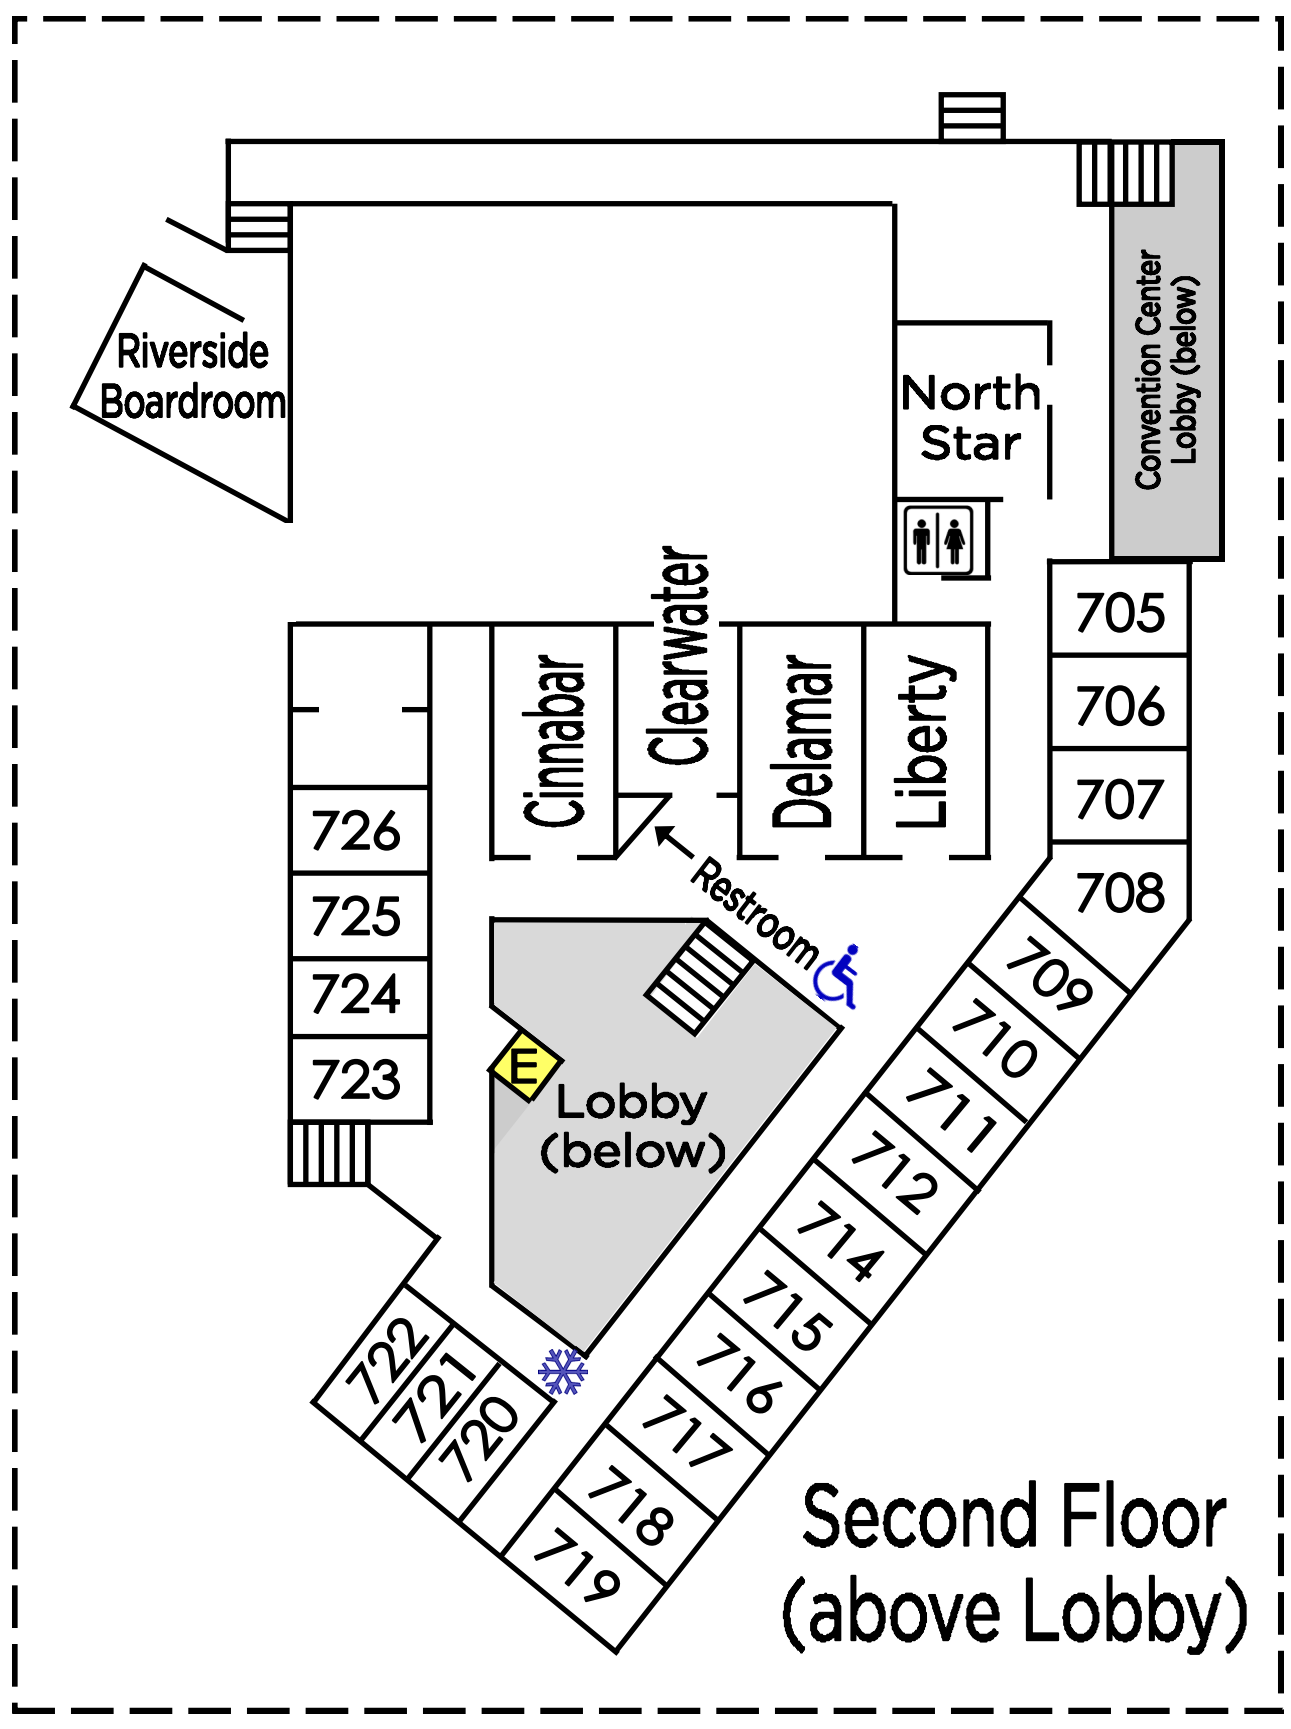 Convention Center
Lobby (below)
Riverside
Boardroom
North
Star
705
706
707
708
Cinnabar
Clearwater
Delamar
Liberty
726
725
724
723
Restroom
E
Lobby
(below)
709
710
711
712
714
715
716
717
718
719
722
721
720
Second Floor
(above Lobby)